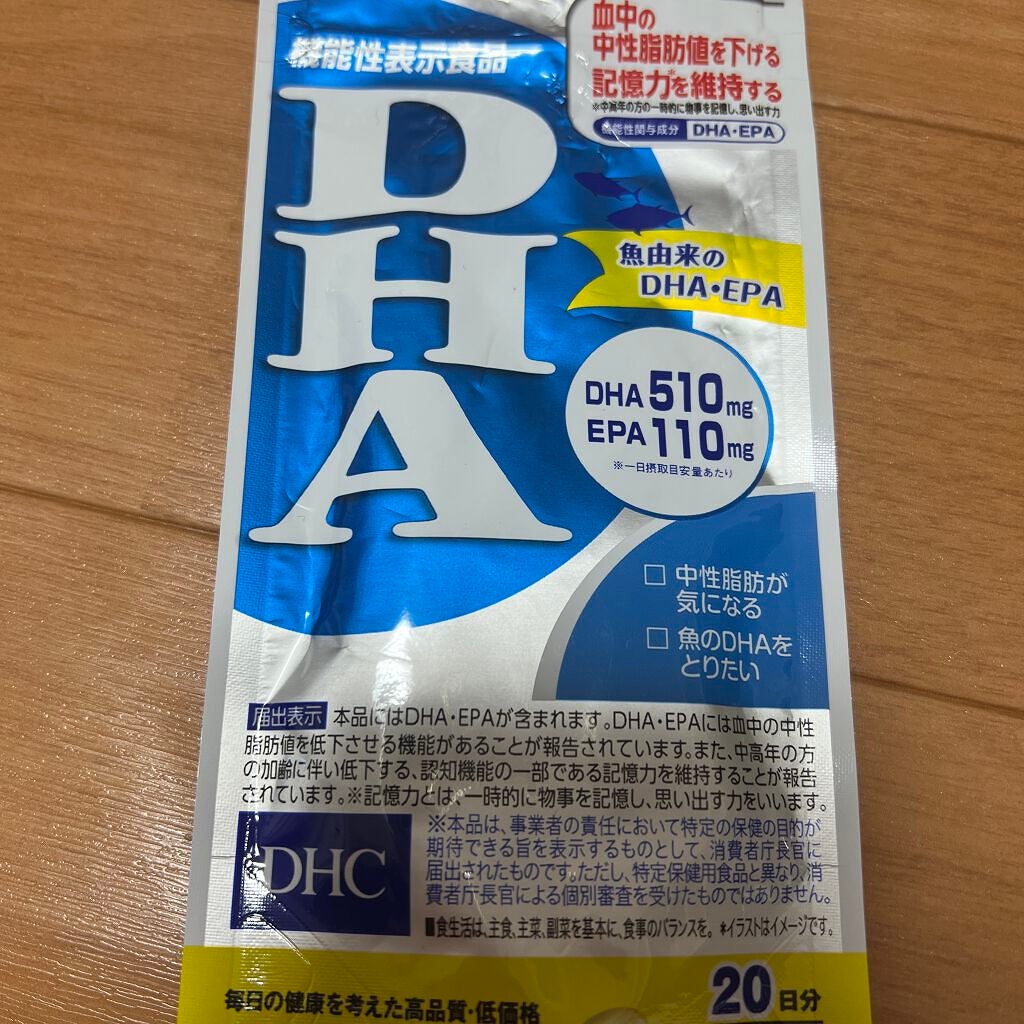 機能性表示食品
血中の
中性脂肪値を下げる
記憶力※を維持する
※中高年の方の一時的に物事を記憶し、思い出す力
機能性関与成分 DHA・EPA
D
H
A
魚由来の
DHA・EPA
DHA 510mg
EPA 110mg
※一日摂取目安量あたり
□ 中性脂肪が
気になる
□ 魚のDHAを
とりたい
届出表示 本品にはDHA・EPAが含まれます。DHA・EPAには血中の中性
脂肪値を低下させる機能があることが報告されています。また、中高年の方
の加齢に伴い低下する、認知機能の一部である記憶力を維持することが報告
されています。※記憶力とは、一時的に物事を記憶し、思い出す力をいいます。
DHC
※本品は、事業者の責任において特定の保健の目的が
期待できる旨を表示するものとして、消費者庁長官に
届出されたものです。ただし、特定保健用食品と異なり、消
費者庁長官による個別審査を受けたものではありません。
■食生活は、主食、主菜、副菜を基本に、食事のバランスを。 *イラストはイメージです。
毎日の健康を考えた高品質・低価格
20日分